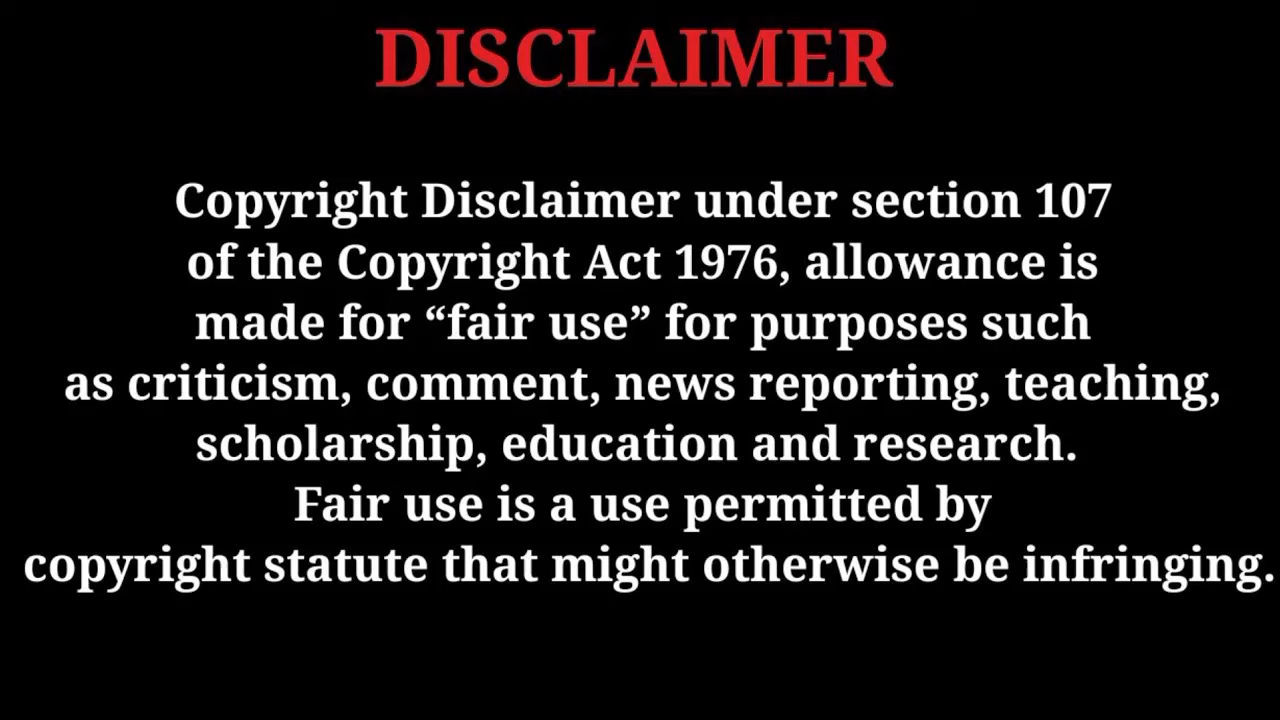 DISCLAIMER
Copyright Disclaimer under section 107
of the Copyright Act 1976, allowance is
made for “fair use” for purposes such
as criticism, comment, news reporting, teaching,
scholarship, education and research.
Fair use is a use permitted by
copyright statute that might otherwise be infringing.